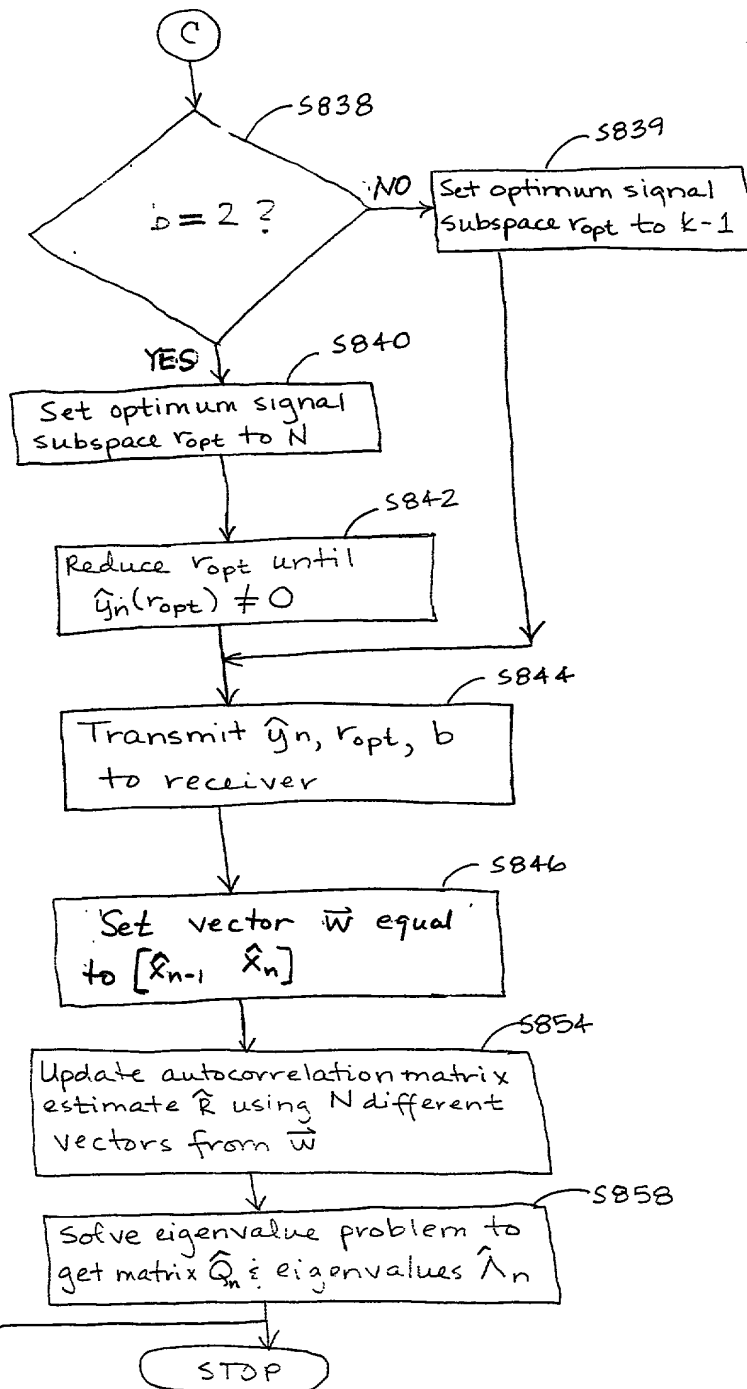 C
S838
b = 2 ?
NO
S839
Set optimum signal
subspace ropt to k-1
YES
S840
Set optimum signal
subspace ropt to N
S842
Reduce ropt until
ŷn(ropt) ≠ 0
S844
Transmit ŷn, ropt, b
to receiver
S846
Set vector w⃗ equal
to [x̂n-1 x̂n]
S854
Update autocorrelation matrix
estimate R̂ using N different
vectors from w⃗
S858
Solve eigenvalue problem to
get matrix Q̂n & eigenvalues Λ̂n
STOP